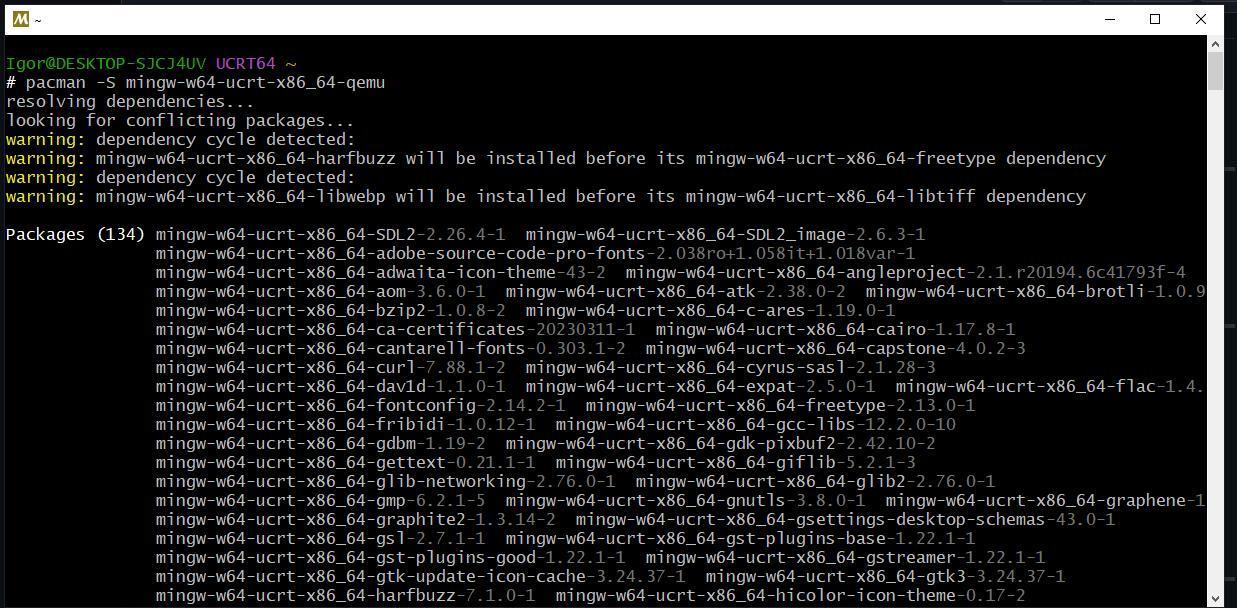 ~
Igor@DESKTOP-SJCJ4UV UCRT64 ~
# pacman -S mingw-w64-ucrt-x86_64-qemu
resolving dependencies...
looking for conflicting packages...
warning: dependency cycle detected:
warning: mingw-w64-ucrt-x86_64-harfbuzz will be installed before its mingw-w64-ucrt-x86_64-freetype dependency
warning: dependency cycle detected:
warning: mingw-w64-ucrt-x86_64-libwebp will be installed before its mingw-w64-ucrt-x86_64-libtiff dependency
Packages (134) mingw-w64-ucrt-x86_64-SDL2-2.26.4-1  mingw-w64-ucrt-x86_64-SDL2_image-2.6.3-1
mingw-w64-ucrt-x86_64-adobe-source-code-pro-fonts-2.038ro+1.058it+1.018var-1
mingw-w64-ucrt-x86_64-adwaita-icon-theme-43-2  mingw-w64-ucrt-x86_64-angleproject-2.1.r20194.6c41793f-4
mingw-w64-ucrt-x86_64-aom-3.6.0-1  mingw-w64-ucrt-x86_64-atk-2.38.0-2  mingw-w64-ucrt-x86_64-brotli-1.0.9
mingw-w64-ucrt-x86_64-bzip2-1.0.8-2  mingw-w64-ucrt-x86_64-c-ares-1.19.0-1
mingw-w64-ucrt-x86_64-ca-certificates-20230311-1  mingw-w64-ucrt-x86_64-cairo-1.17.8-1
mingw-w64-ucrt-x86_64-cantarell-fonts-0.303.1-2  mingw-w64-ucrt-x86_64-capstone-4.0.2-3
mingw-w64-ucrt-x86_64-curl-7.88.1-2  mingw-w64-ucrt-x86_64-cyrus-sasl-2.1.28-3
mingw-w64-ucrt-x86_64-dav1d-1.1.0-1  mingw-w64-ucrt-x86_64-expat-2.5.0-1  mingw-w64-ucrt-x86_64-flac-1.4.
mingw-w64-ucrt-x86_64-fontconfig-2.14.2-1  mingw-w64-ucrt-x86_64-freetype-2.13.0-1
mingw-w64-ucrt-x86_64-fribidi-1.0.12-1  mingw-w64-ucrt-x86_64-gcc-libs-12.2.0-10
mingw-w64-ucrt-x86_64-gdbm-1.19-2  mingw-w64-ucrt-x86_64-gdk-pixbuf2-2.42.10-2
mingw-w64-ucrt-x86_64-gettext-0.21.1-1  mingw-w64-ucrt-x86_64-giflib-5.2.1-3
mingw-w64-ucrt-x86_64-glib-networking-2.76.0-1  mingw-w64-ucrt-x86_64-glib2-2.76.0-1
mingw-w64-ucrt-x86_64-gmp-6.2.1-5  mingw-w64-ucrt-x86_64-gnutls-3.8.0-1  mingw-w64-ucrt-x86_64-graphene-1
mingw-w64-ucrt-x86_64-graphite2-1.3.14-2  mingw-w64-ucrt-x86_64-gsettings-desktop-schemas-43.0-1
mingw-w64-ucrt-x86_64-gsl-2.7.1-1  mingw-w64-ucrt-x86_64-gst-plugins-base-1.22.1-1
mingw-w64-ucrt-x86_64-gst-plugins-good-1.22.1-1  mingw-w64-ucrt-x86_64-gstreamer-1.22.1-1
mingw-w64-ucrt-x86_64-gtk-update-icon-cache-3.24.37-1  mingw-w64-ucrt-x86_64-gtk3-3.24.37-1
mingw-w64-ucrt-x86_64-harfbuzz-7.1.0-1  mingw-w64-ucrt-x86_64-hicolor-icon-theme-0.17-2